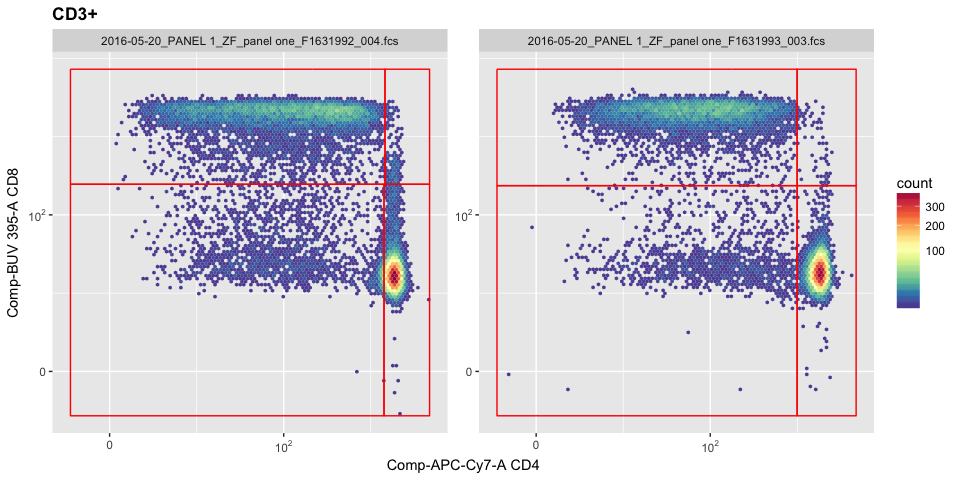 CD3+
2016-05-20_PANEL 1_ZF_panel one_F1631992_004.fcs
2016-05-20_PANEL 1_ZF_panel one_F1631993_003.fcs
Comp-BUV 395-A CD8
10²
0
10²
0
0
10²
0
10²
Comp-APC-Cy7-A CD4
count
300
200
100